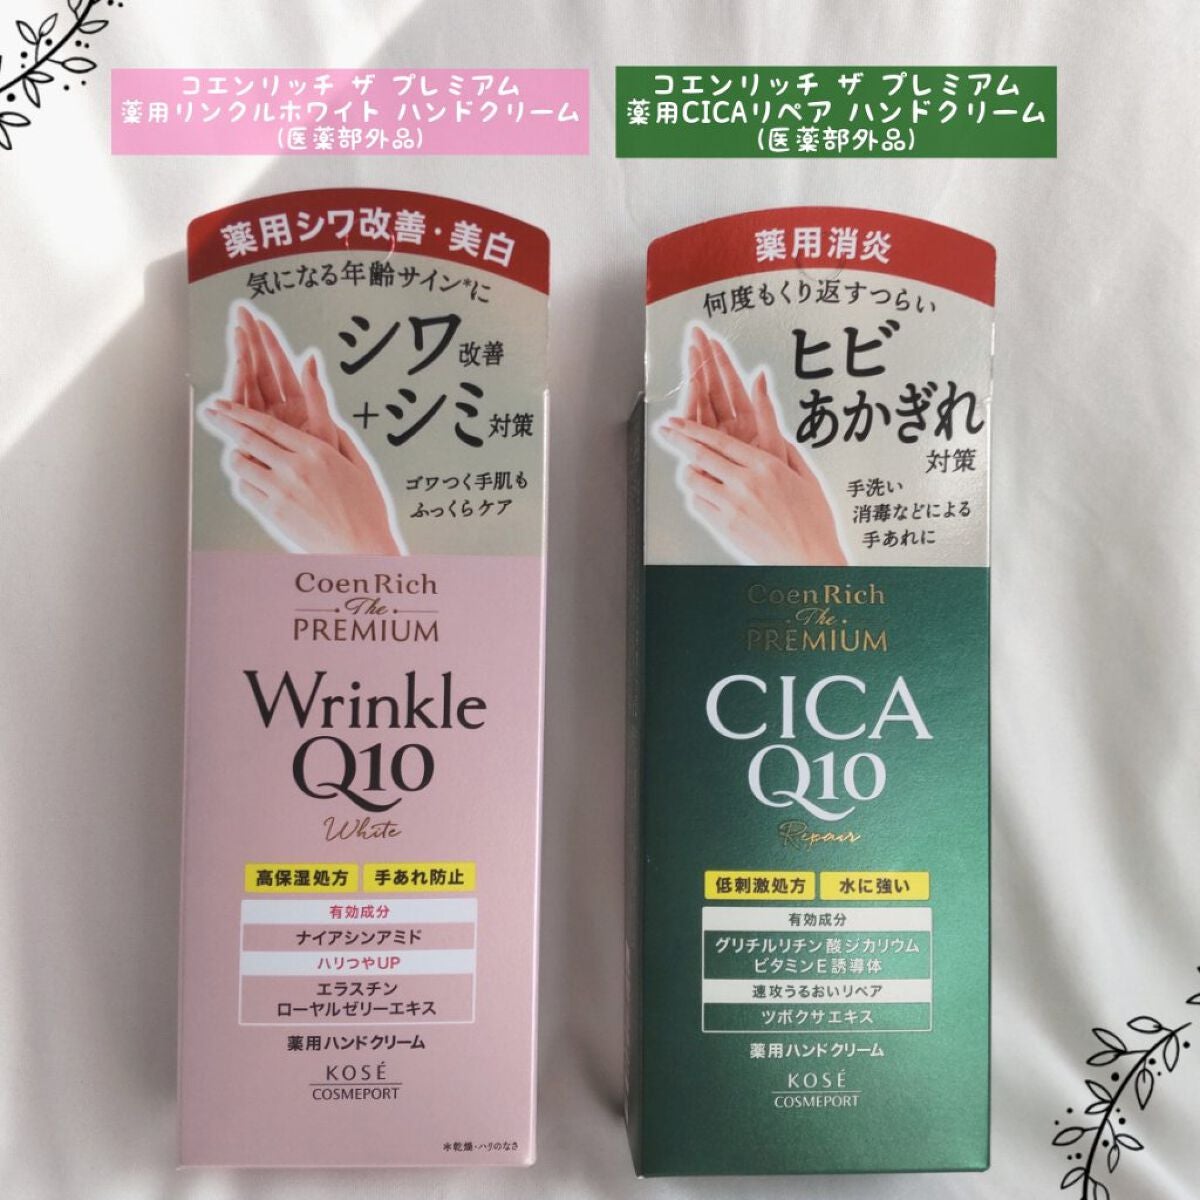 コエンリッチ ザ プレミアム
薬用リンクルホワイト ハンドクリーム
(医薬部外品)
コエンリッチ ザ プレミアム
薬用CICAリペア ハンドクリーム
(医薬部外品)
薬用シワ改善・美白
気になる年齢サイン*に
シワ改善
+シミ対策
ゴワつく手肌も
ふっくらケア
CoenRich
The
PREMIUM
Wrinkle
Q10
White
高保湿処方 手あれ防止
有効成分
ナイアシンアミド
ハリつやUP
エラスチン
ローヤルゼリーエキス
薬用ハンドクリーム
KOSÉ
COSMEPORT
*乾燥・ハリのなさ
薬用消炎
何度もくり返すつらい
ヒビ
あかぎれ
対策
手洗い
消毒などによる
手あれに
CoenRich
The
PREMIUM
CICA
Q10
Repair
低刺激処方 水に強い
有効成分
グリチルリチン酸ジカリウム
ビタミンE誘導体
速攻うるおいリペア
ツボクサエキス
薬用ハンドクリーム
KOSÉ
COSMEPORT